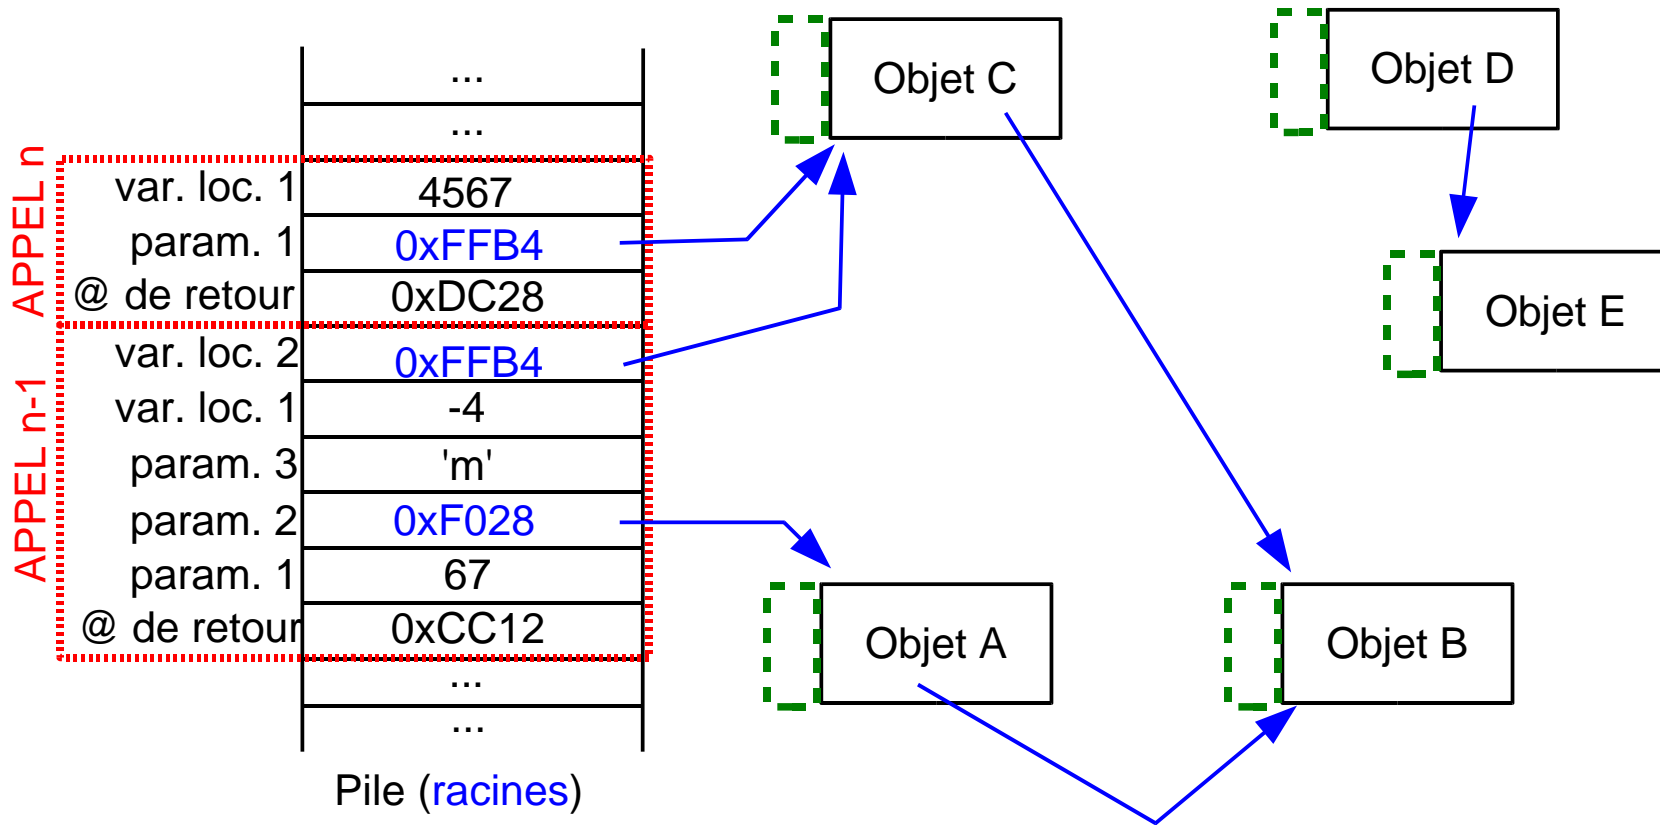 ...
...
APPEL n
var. loc. 1 4567
param. 1 0xFFB4
@ de retour 0xDC28
APPEL n-1
var. loc. 2 0xFFB4
var. loc. 1 -4
param. 3 'm'
param. 2 0xF028
param. 1 67
@ de retour 0xCC12
...
...
Pile (racines)
Objet C
Objet D
Objet E
Objet A
Objet B